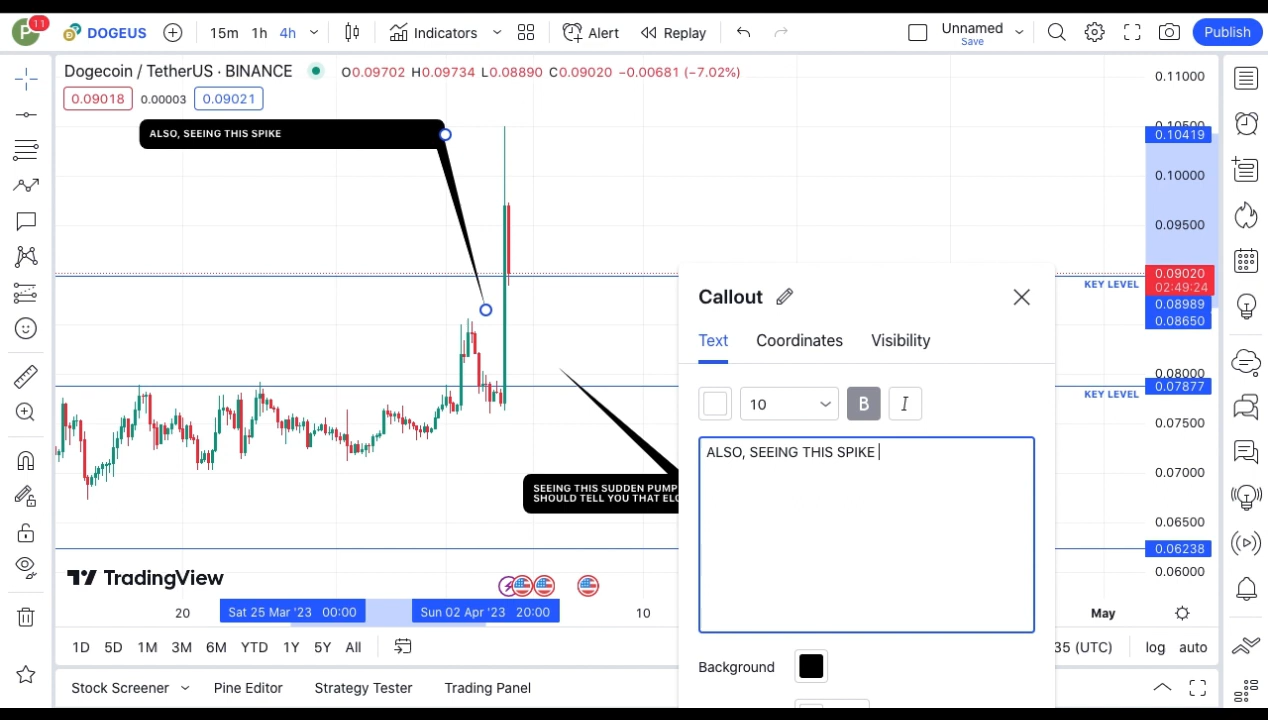 P
11
DOGEUS
15m 1h 4h
Indicators
Alert
Replay
Unnamed
Save
Publish
Dogecoin / TetherUS · BINANCE
O0.09702 H0.09734 L0.08890 C0.09020 −0.00681 (−7.02%)
0.09018 0.00003 0.09021
ALSO, SEEING THIS SPIKE
0.11000
0.10419
0.10000
0.09500
0.09020
02:49:24
KEY LEVEL
0.08989
0.08650
0.08000
0.07877
KEY LEVEL
0.07500
0.07000
0.06500
0.06238
0.06000
Callout
Text Coordinates Visibility
10
B
I
ALSO, SEEING THIS SPIKE
Background
SEEING THIS SUDDEN PUMP
SHOULD TELL YOU THAT
TradingView
20
Sat 25 Mar '23 00:00
Sun 02 Apr '23 20:00
10
May
1D 5D 1M 3M 6M YTD 1Y 5Y All
35 (UTC)
log auto
Stock Screener
Pine Editor
Strategy Tester
Trading Panel